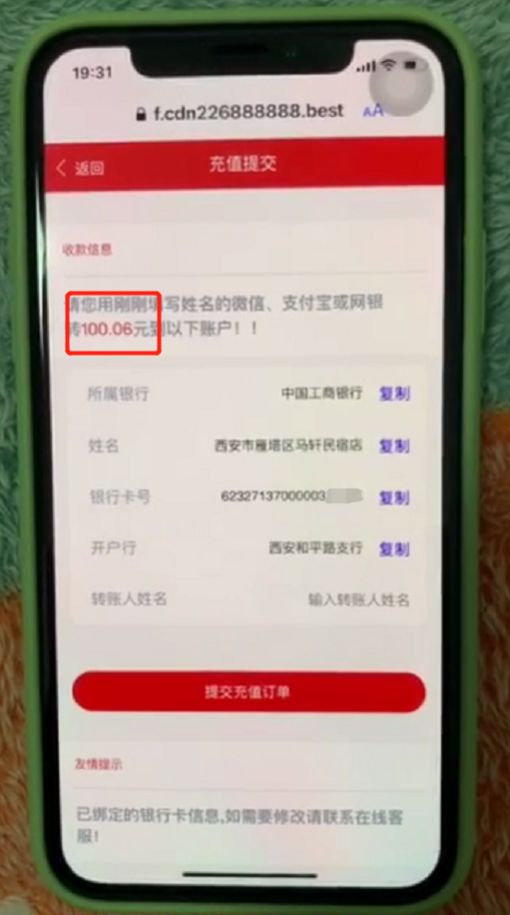 19:31
f.cdn226888888.best
AA
返回
充值提交
收款信息
请您用刚刚填写姓名的微信、支付宝或网银
转100.06元到以下账户！！
所属银行 中国工商银行 复制
姓名 西安市雁塔区马轩民宿店 复制
银行卡号 62327137000003 复制
开户行 西安和平路支行 复制
转账人姓名 输入转账人姓名
提交充值订单
友情提示
已绑定的银行卡信息,如需要修改请联系在线客
服!